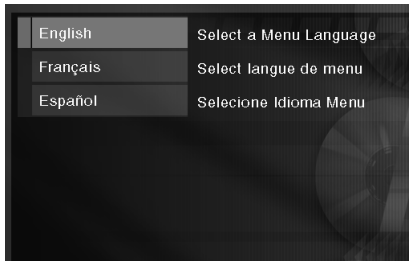 English Select a Menu Language
Français Select langue de menu
Español Selecione Idioma Menu